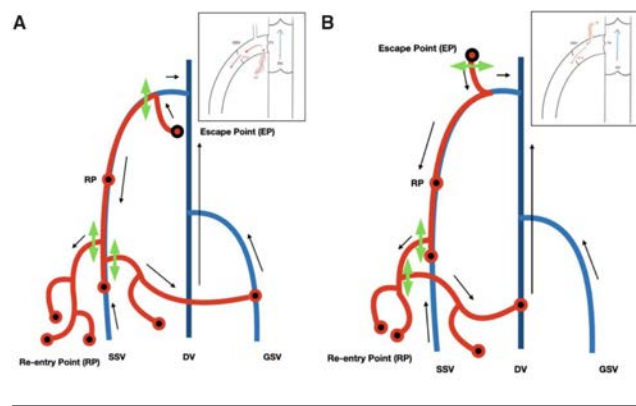 A
Escape Point (EP)
RP
Re-entry Point (RP)
SSV
DV
GSV
B
Escape Point (EP)
RP
Re-entry Point (RP)
SSV
DV
GSV